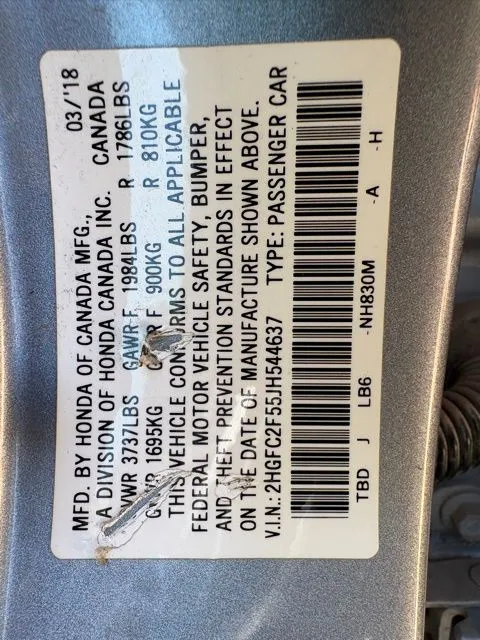 MFD. BY HONDA OF CANADA MFG., 03/'18
A DIVISION OF HONDA CANADA INC. CANADA
GVWR 3737LBS GAWR F 1984LBS R 1786LBS
GVWR 1695KG GAWR F 900KG R 810KG
THIS VEHICLE CONFORMS TO ALL APPLICABLE
FEDERAL MOTOR VEHICLE SAFETY, BUMPER,
AND THEFT PREVENTION STANDARDS IN EFFECT
ON THE DATE OF MANUFACTURE SHOWN ABOVE.
V.I.N.: 2HGFC2F55JH544637 TYPE: PASSENGER CAR
TBD J LB6 -NH830M -A -H